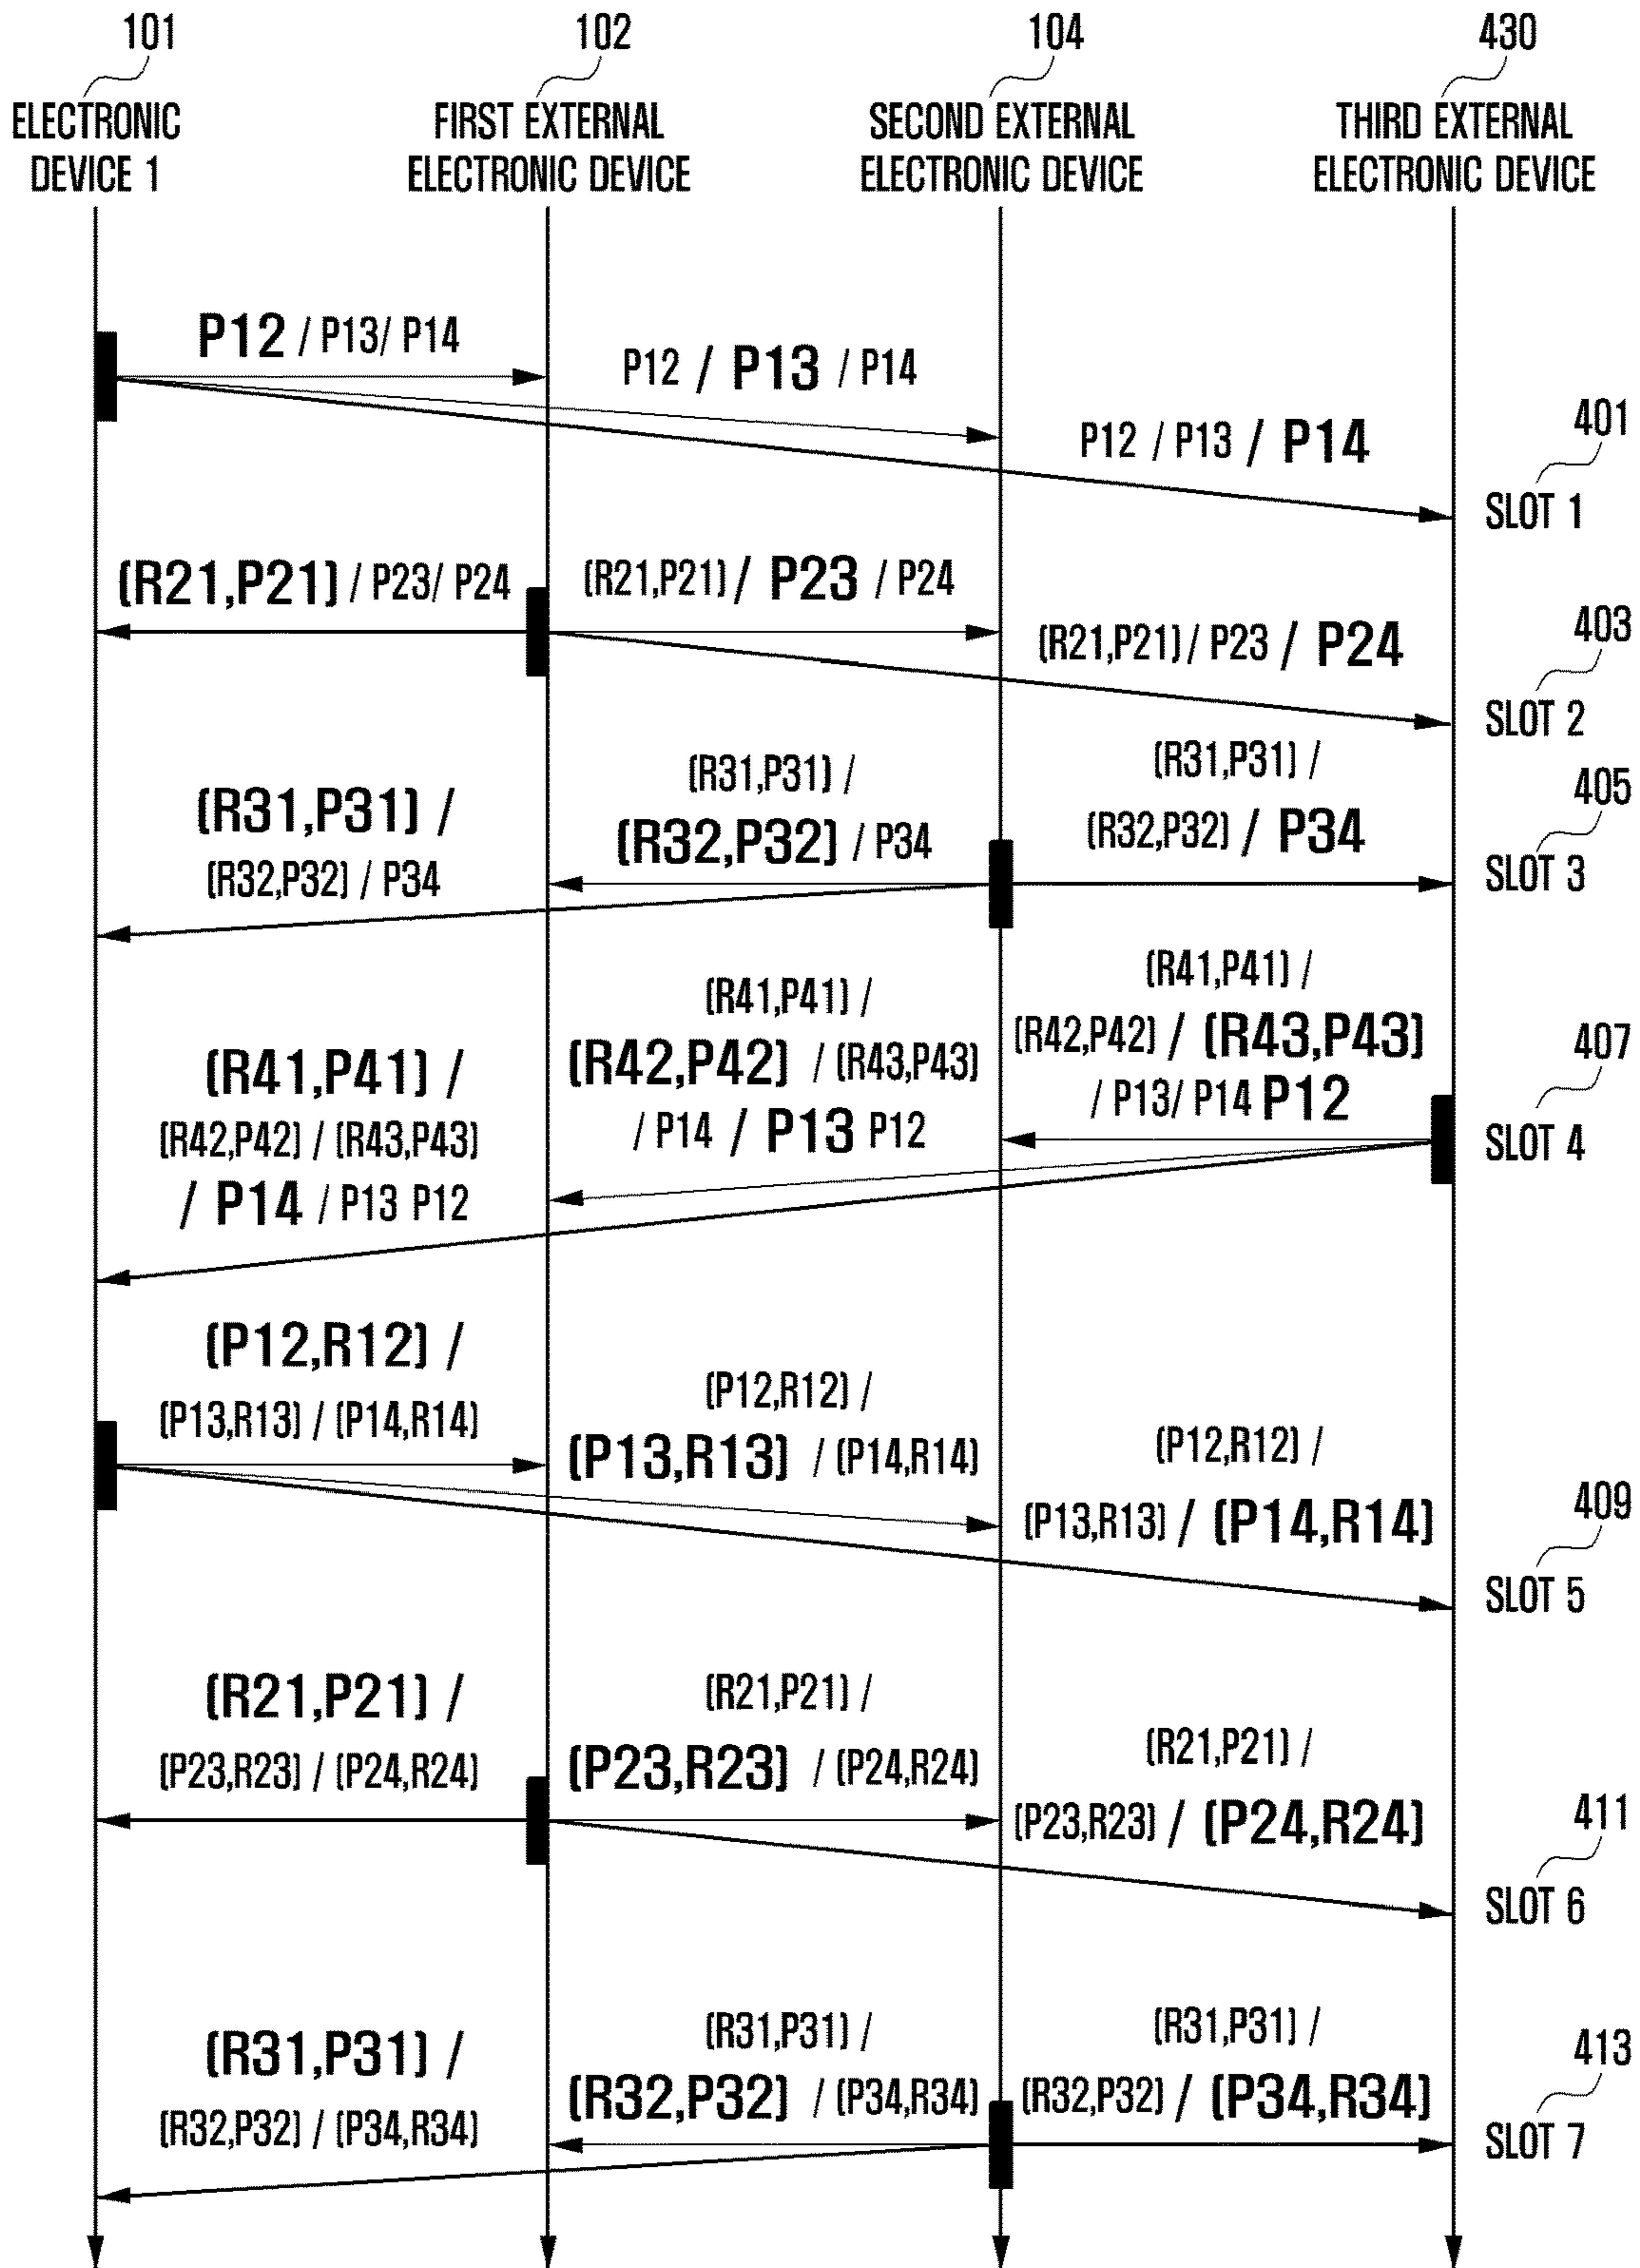 101
102
104
430
ELECTRONIC
DEVICE 1
FIRST EXTERNAL
ELECTRONIC DEVICE
SECOND EXTERNAL
ELECTRONIC DEVICE
THIRD EXTERNAL
ELECTRONIC DEVICE
P12 / P13/ P14
P12 / P13 / P14
P12 / P13 / P14
401
SLOT 1
(R21,P21) / P23/ P24
(R21,P21) / P23 / P24
(R21,P21) / P23 / P24
403
SLOT 2
(R31,P31) /
(R32,P32) / P34
(R31,P31) /
(R32,P32) / P34
(R31,P31) /
(R32,P32) / P34
405
SLOT 3
(R41,P41) /
(R42,P42) / (R43,P43)
/ P14 / P13 P12
(R41,P41) /
(R42,P42) / (R43,P43)
/ P14 / P13 P12
(R41,P41) /
(R42,P42) / (R43,P43)
/ P13/ P14 P12
407
SLOT 4
(P12,R12) /
(P13,R13) / (P14,R14)
(P12,R12) /
(P13,R13) / (P14,R14)
(P12,R12) /
(P13,R13) / (P14,R14)
409
SLOT 5
(R21,P21) /
(P23,R23) / (P24,R24)
(R21,P21) /
(P23,R23) / (P24,R24)
(R21,P21) /
(P23,R23) / (P24,R24)
411
SLOT 6
(R31,P31) /
(R32,P32) / (P34,R34)
(R31,P31) /
(R32,P32) / (P34,R34)
(R31,P31) /
(R32,P32) / (P34,R34)
413
SLOT 7